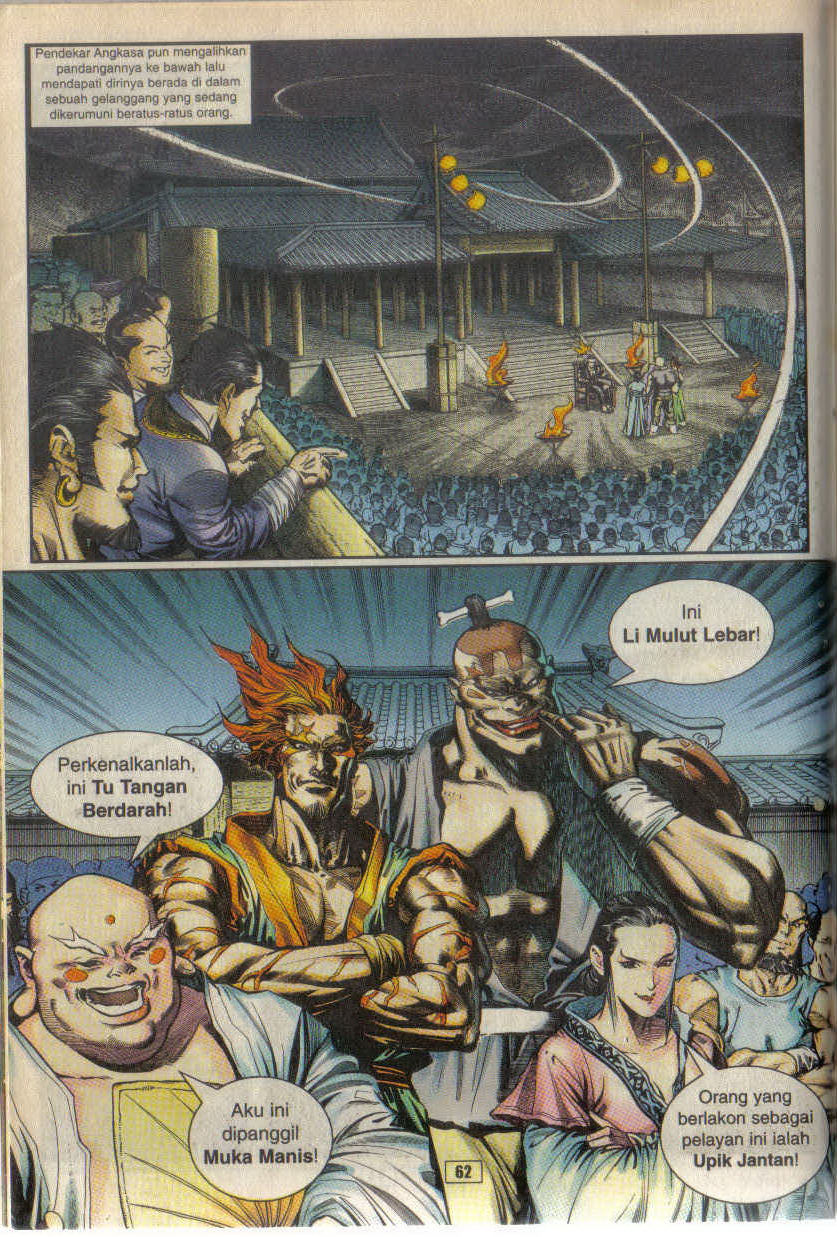 Pendekar Angkasa pun mengalihkan
pandangannya ke bawah lalu
mendapati dirinya berada di dalam
sebuah gelanggang yang sedang
dikerumuni beratus-ratus orang.
Ini
Li Mulut Lebar!
Perkenalkanlah,
ini Tu Tangan
Berdarah!
Aku ini
dipanggil
Muka Manis!
Orang yang
berlakon sebagai
pelayan ini ialah
Upik Jantan!
62